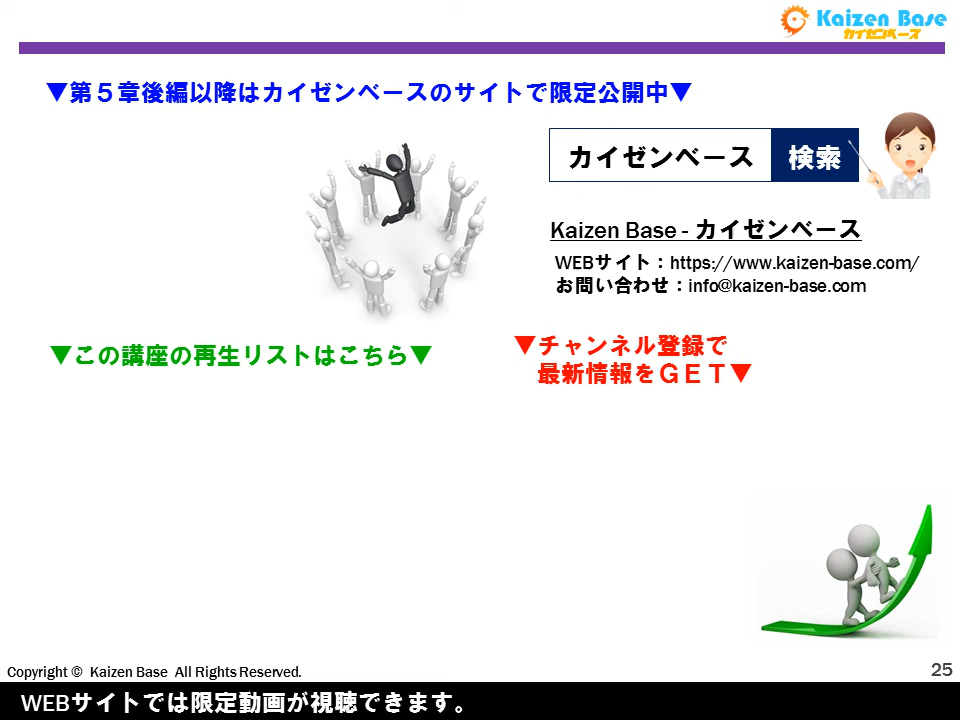 Kaizen Base
カイゼンベース
▼第５章後編以降はカイゼンベースのサイトで限定公開中▼
カイゼンベース 検索
Kaizen Base - カイゼンベース
WEBサイト：https://www.kaizen-base.com/
お問い合わせ：info@kaizen-base.com
▼この講座の再生リストはこちら▼
▼チャンネル登録で
最新情報をＧＥＴ▼
Copyright © Kaizen Base All Rights Reserved.
25
WEBサイトでは限定動画が視聴できます。